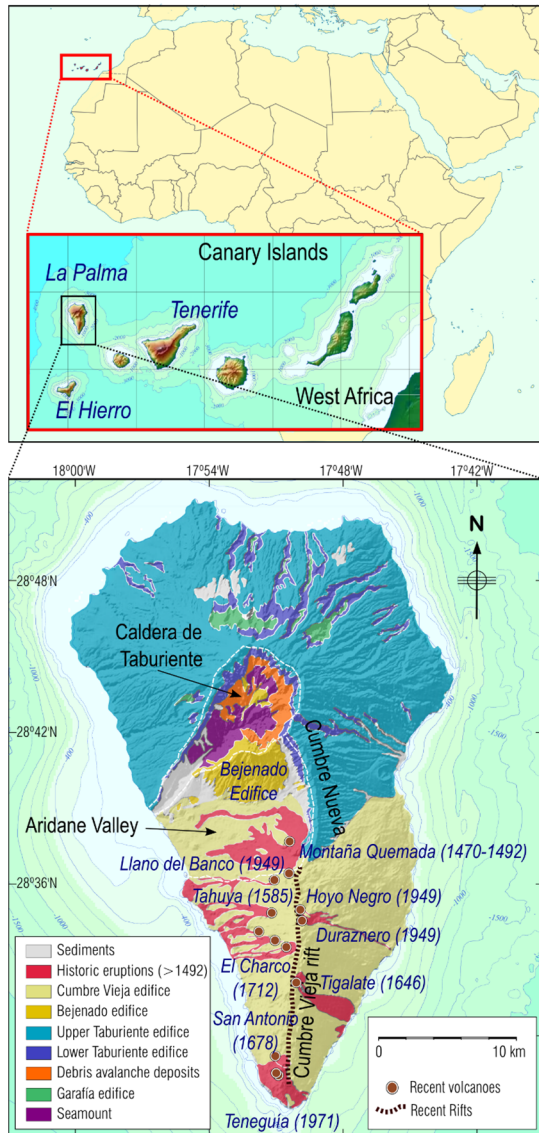 Canary Islands
La Palma
Tenerife
El Hierro
West Africa
18°00'W
17°54'
17°48'W
17°42'W
N
28°48'N
28°42'N
28°36'N
-400
-1000
-1500
Caldera de
Taburiente
Cumbre Nueva
Bejenado
Edifice
Aridane Valley
Montaña Quemada (1470-1492)
Llano del Banco (1949)
Tahuya (1585)
Hoyo Negro (1949)
Duraznero (1949)
El Charco
(1712)
Tigalate (1646)
San Antonio
(1678)
Cumbre Vieja rift
Teneguía (1971)
Sediments
Historic eruptions (>1492)
Cumbre Vieja edifice
Bejenado edifice
Upper Taburiente edifice
Lower Taburiente edifice
Debris avalanche deposits
Garafía edifice
Seamount
0
10 km
Recent volcanoes
Recent Rifts